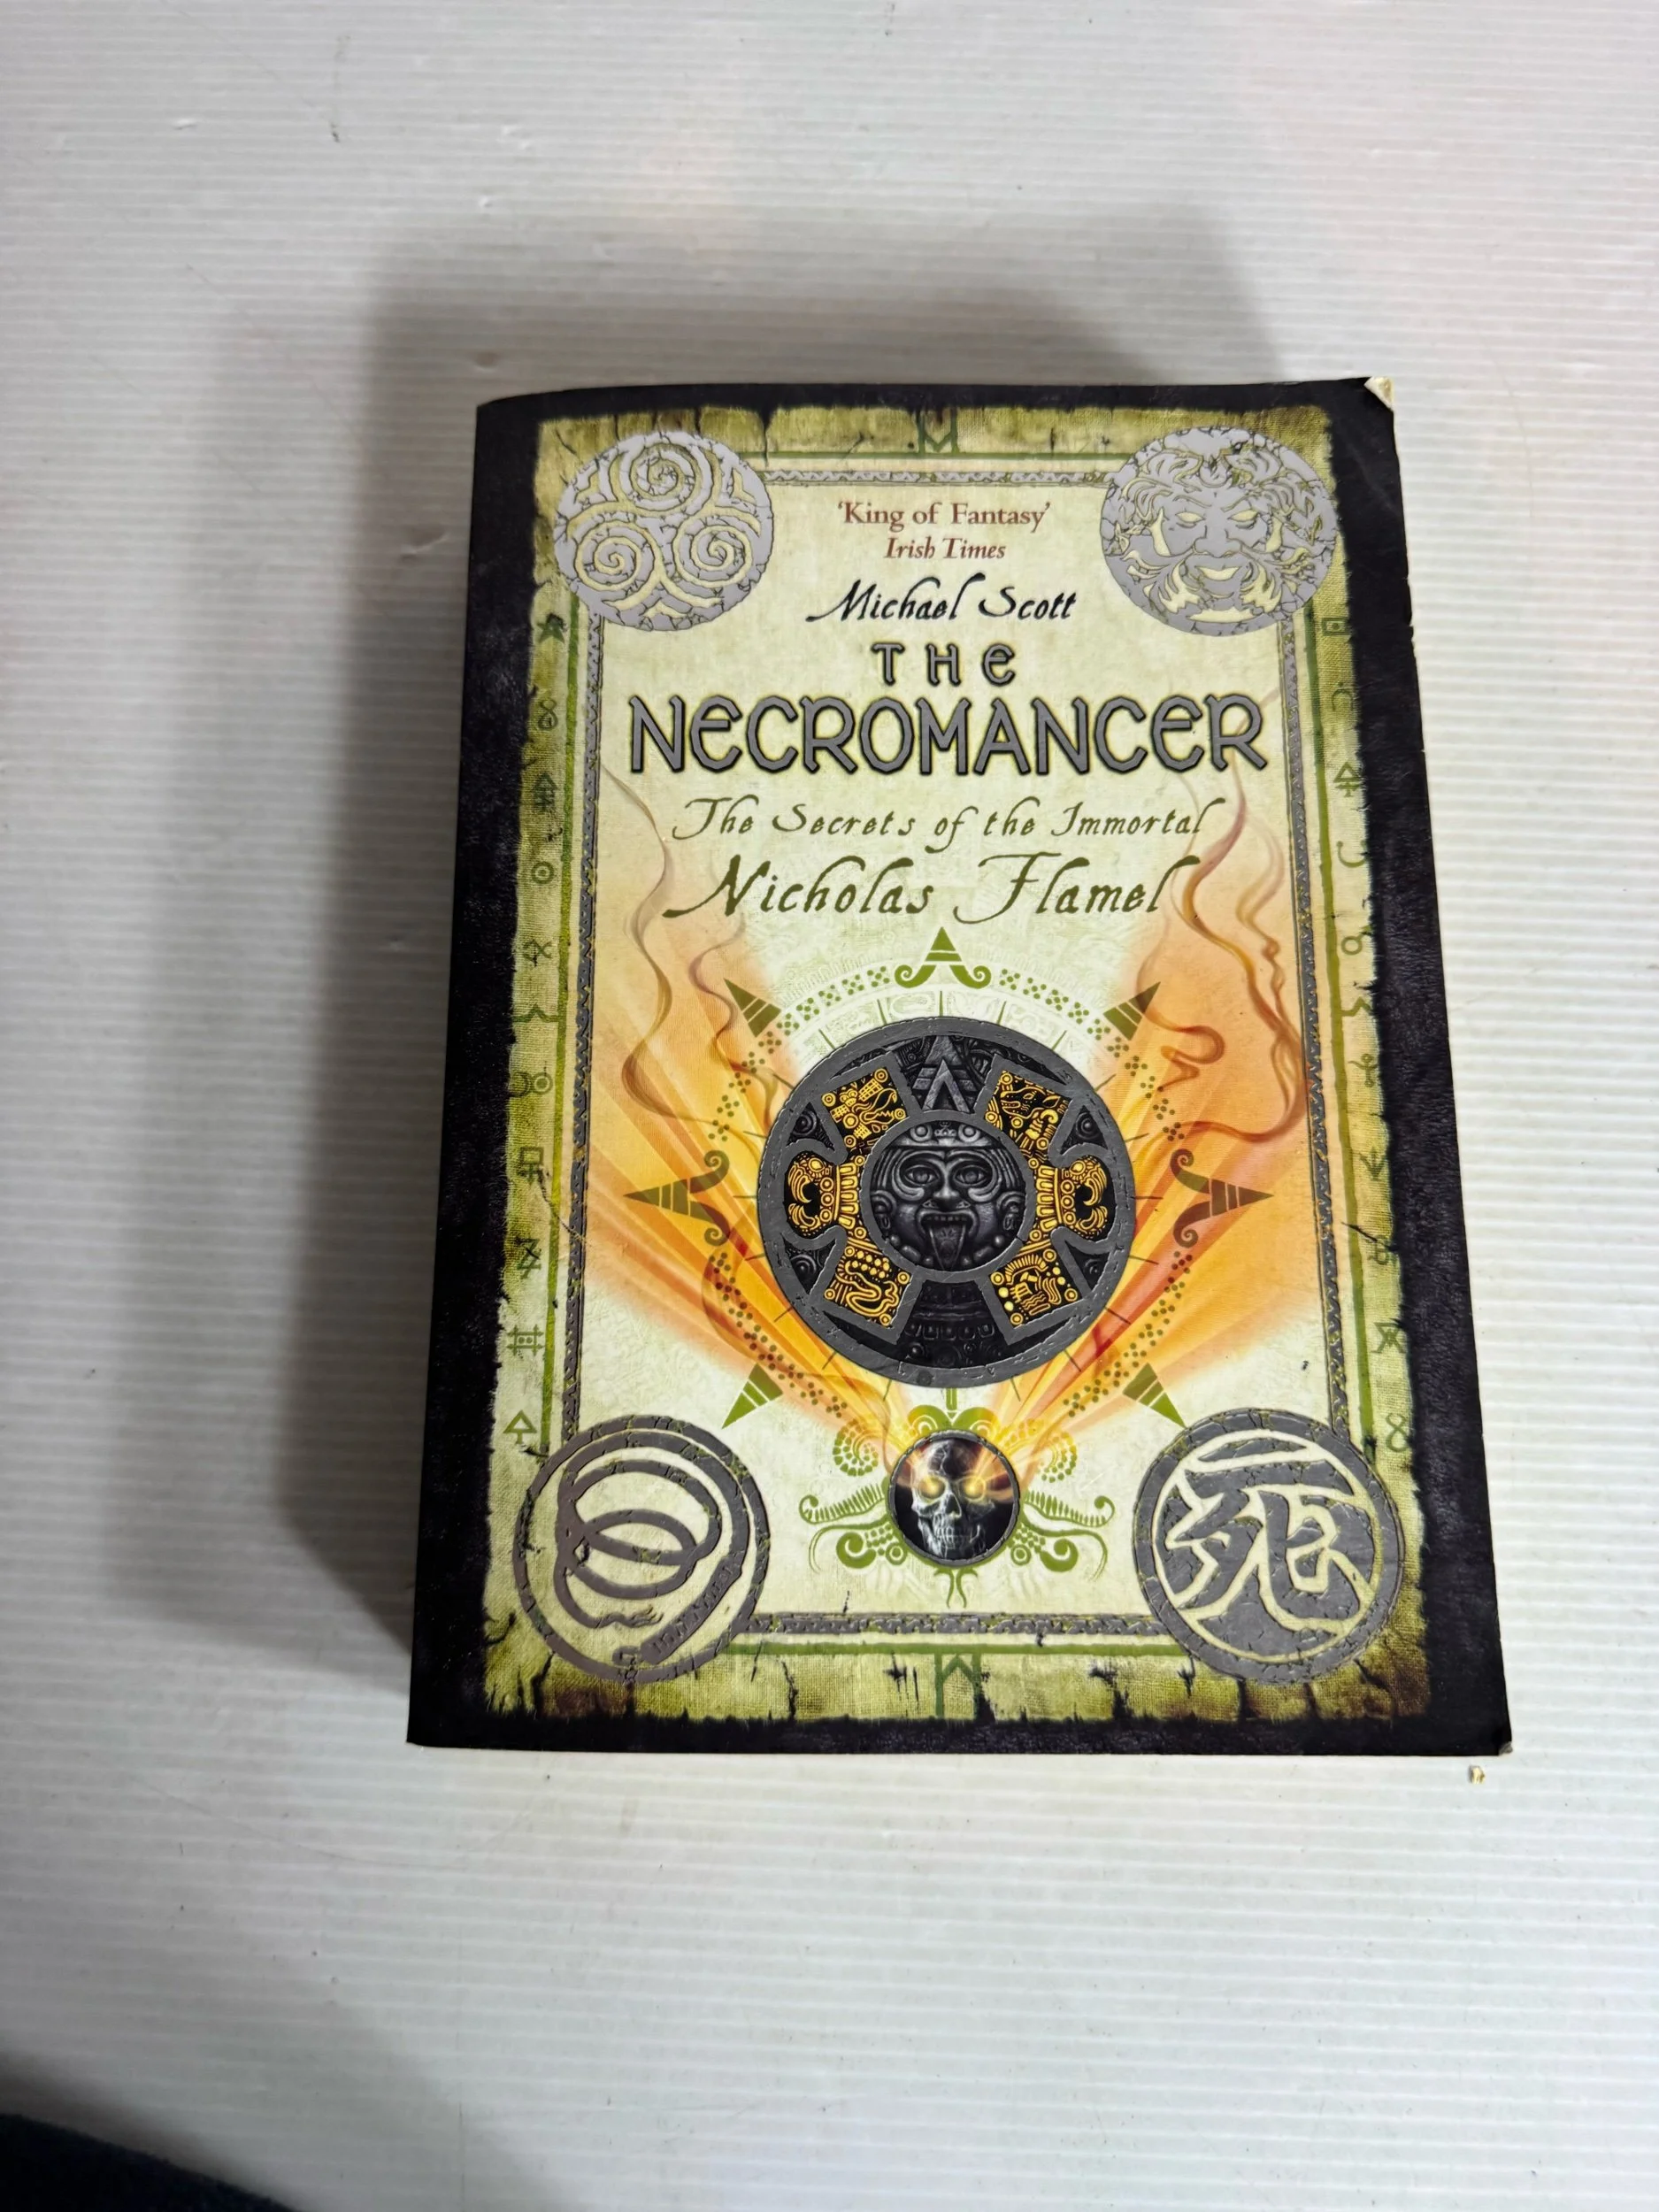 'King of Fantasy'
Irish Times
Michael Scott
THE
NECROMANCER
The Secrets of the Immortal
Nicholas Flamel
死